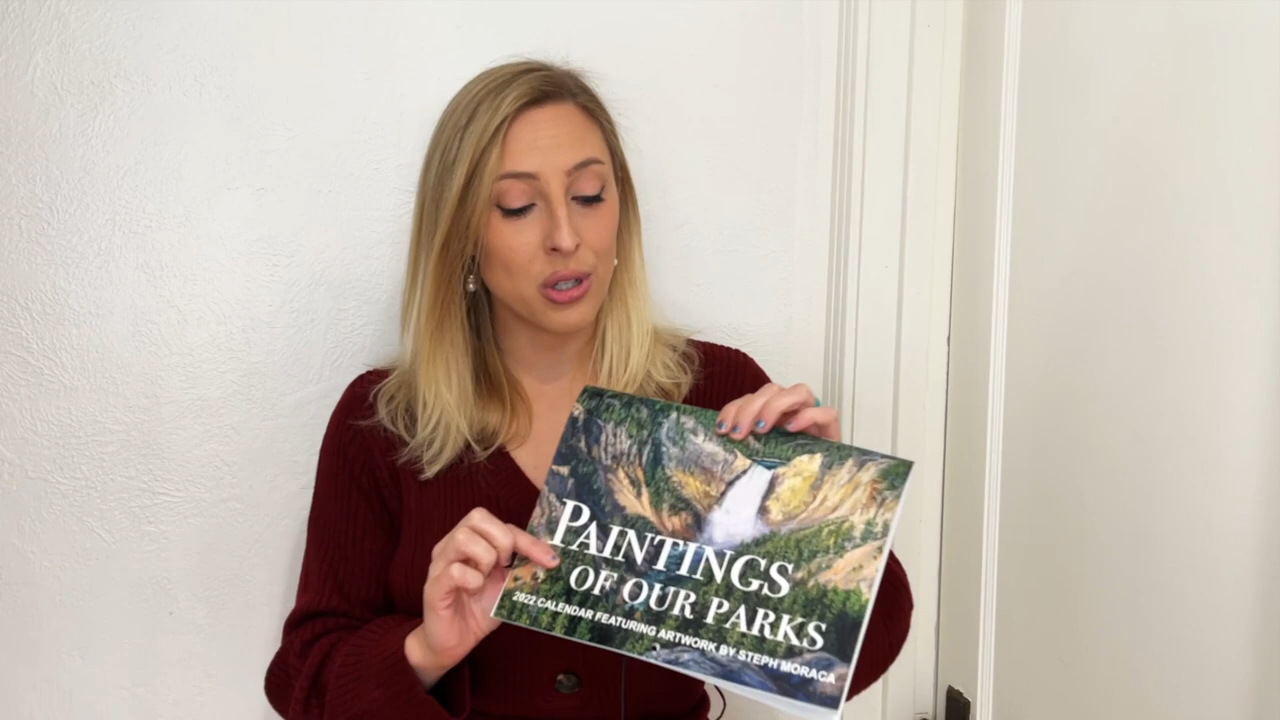 PAINTINGS
OF OUR PARKS
2022 CALENDAR FEATURING ARTWORK BY STEPH MORACA